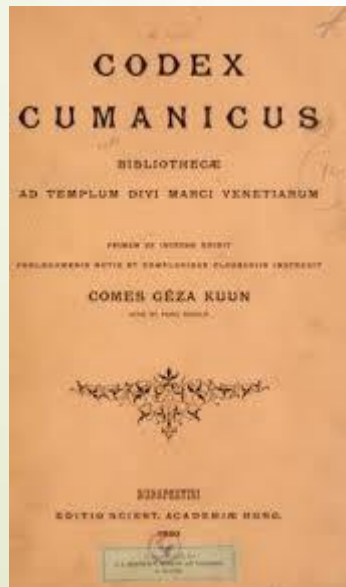 CODEX
CUMANICUS
BIBLIOTHECÆ
AD TEMPLUM DIVI MARCI VENETIARUM
PRIMUM EX INTEGRO EDIDIT
PROLEGOMENIS NOTIS ET COMPLURIBUS GLOSSARIIS INSTRUXIT
COMES GÉZA KUUN
BUDAPESTINI
EDITIO SCIENT. ACADEMIÆ HUNG.
1880